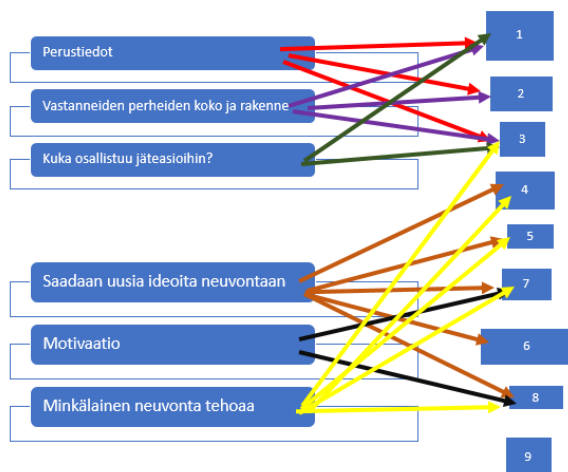 Perustiedot
Vastanneiden perheiden koko ja rakenne
Kuka osallistuu jäteasioihin?
Saadaan uusia ideoita neuvontaan
Motivaatio
Minkälainen neuvonta tehoaa
1
2
3
4
5
7
6
8
9